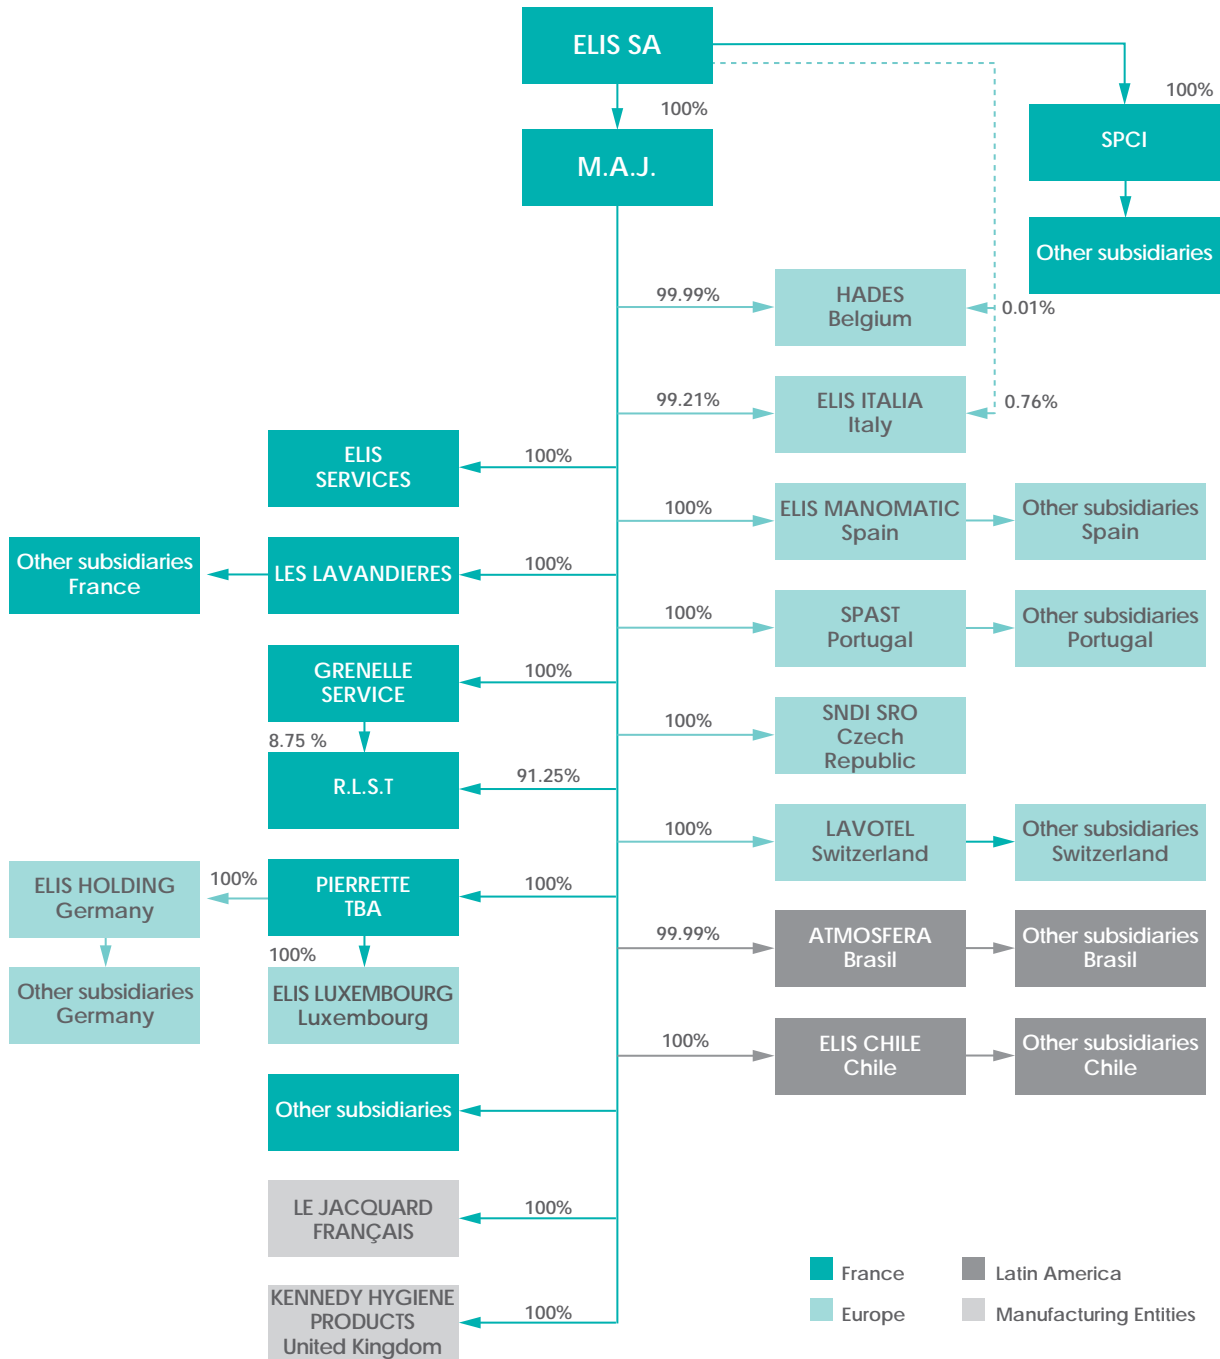 ELIS SA
100%
100%
M.A.J.
SPCI
Other subsidiaries
99.99%
HADES
Belgium
0.01%
99.21%
ELIS ITALIA
Italy
0.76%
ELIS
SERVICES
100%
100%
ELIS MANOMATIC
Spain
Other subsidiaries
Spain
Other subsidiaries
France
LES LAVANDIERES
100%
100%
SPAST
Portugal
Other subsidiaries
Portugal
GRENELLE
SERVICE
100%
8.75 %
100%
SNDI SRO
Czech
Republic
R.L.S.T
91.25%
100%
LAVOTEL
Switzerland
Other subsidiaries
Switzerland
ELIS HOLDING
Germany
100%
PIERRETTE
TBA
100%
99.99%
ATMOSFERA
Brasil
Other subsidiaries
Brasil
100%
Other subsidiaries
Germany
ELIS LUXEMBOURG
Luxembourg
100%
ELIS CHILE
Chile
Other subsidiaries
Chile
Other subsidiaries
LE JACQUARD
FRANÇAIS
100%
KENNEDY HYGIENE
PRODUCTS
United Kingdom
100%
France
Latin America
Europe
Manufacturing Entities